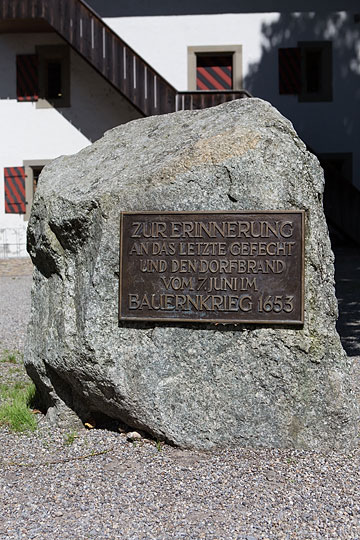 ZUR ERINNERUNG
AN DAS LETZTE GEFECHT
UND DEN DORFBRAND
VOM 7. JUNI IM
BAUERNKRIEG 1653